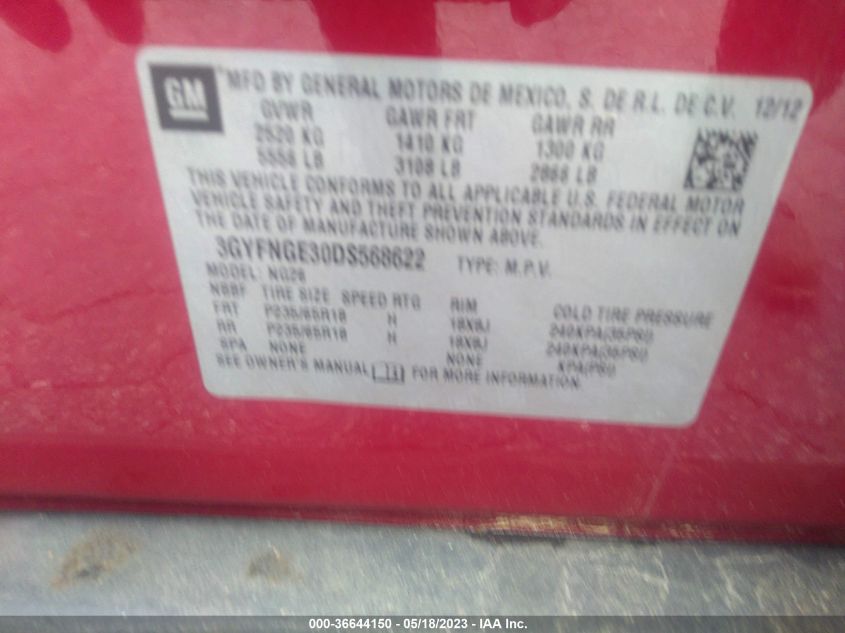 GM
MFD BY GENERAL MOTORS DE MEXICO, S. DE R.L. DE C.V. 12/12
GVWR GAWR FRT GAWR RR
2520 KG 1410 KG 1300 KG
5556 LB 3108 LB 2866 LB
THIS VEHICLE CONFORMS TO ALL APPLICABLE U.S. FEDERAL MOTOR
VEHICLE SAFETY AND THEFT PREVENTION STANDARDS IN EFFECT ON
THE DATE OF MANUFACTURE SHOWN ABOVE.
3GYFNGE30DS568622 TYPE: M.P.V.
MODEL: NG26
TIRE SIZE SPEED RTG RIM COLD TIRE PRESSURE
FRT P235/65R18 H 18X8J 240KPA(35PSI)
RR P235/65R18 H 18X8J 240KPA(35PSI)
SPA NONE NONE KPA(PSI)
SEE OWNER'S MANUAL FOR MORE INFORMATION.
000-36644150 - 05/18/2023 - IAA Inc.